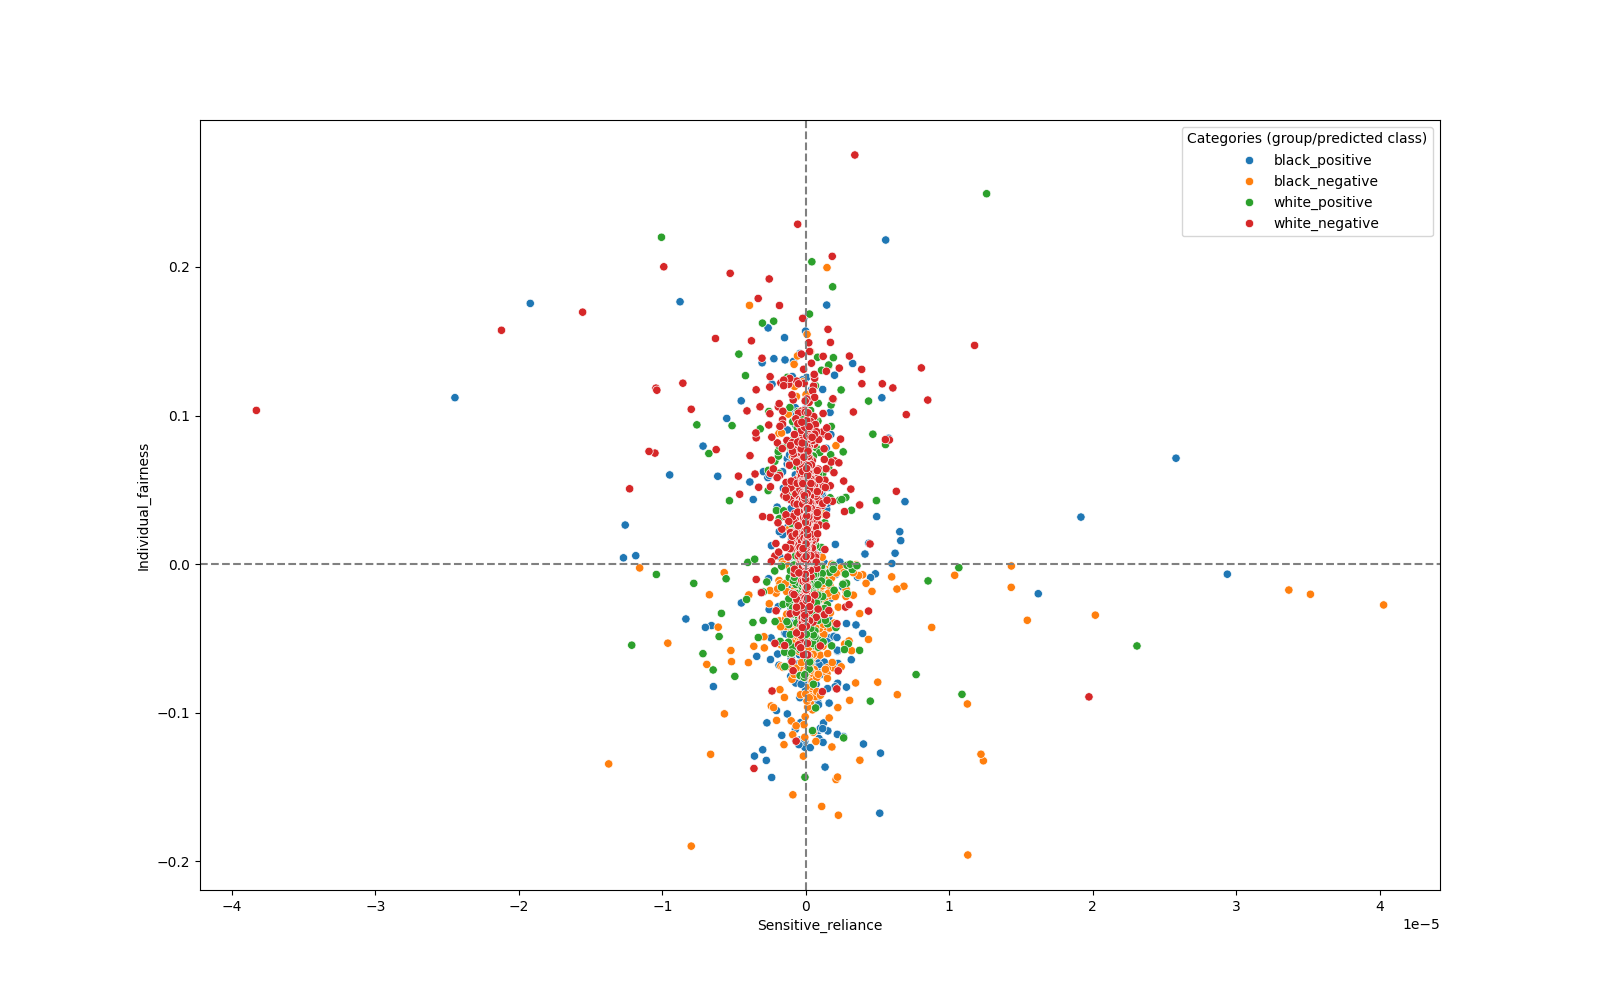 Categories (group/predicted class)
black_positive
black_negative
white_positive
white_negative
Individual_fairness
0.2
0.1
0.0
−0.1
−0.2
−4 −3 −2 −1 0 1 2 3 4
1e−5
Sensitive_reliance